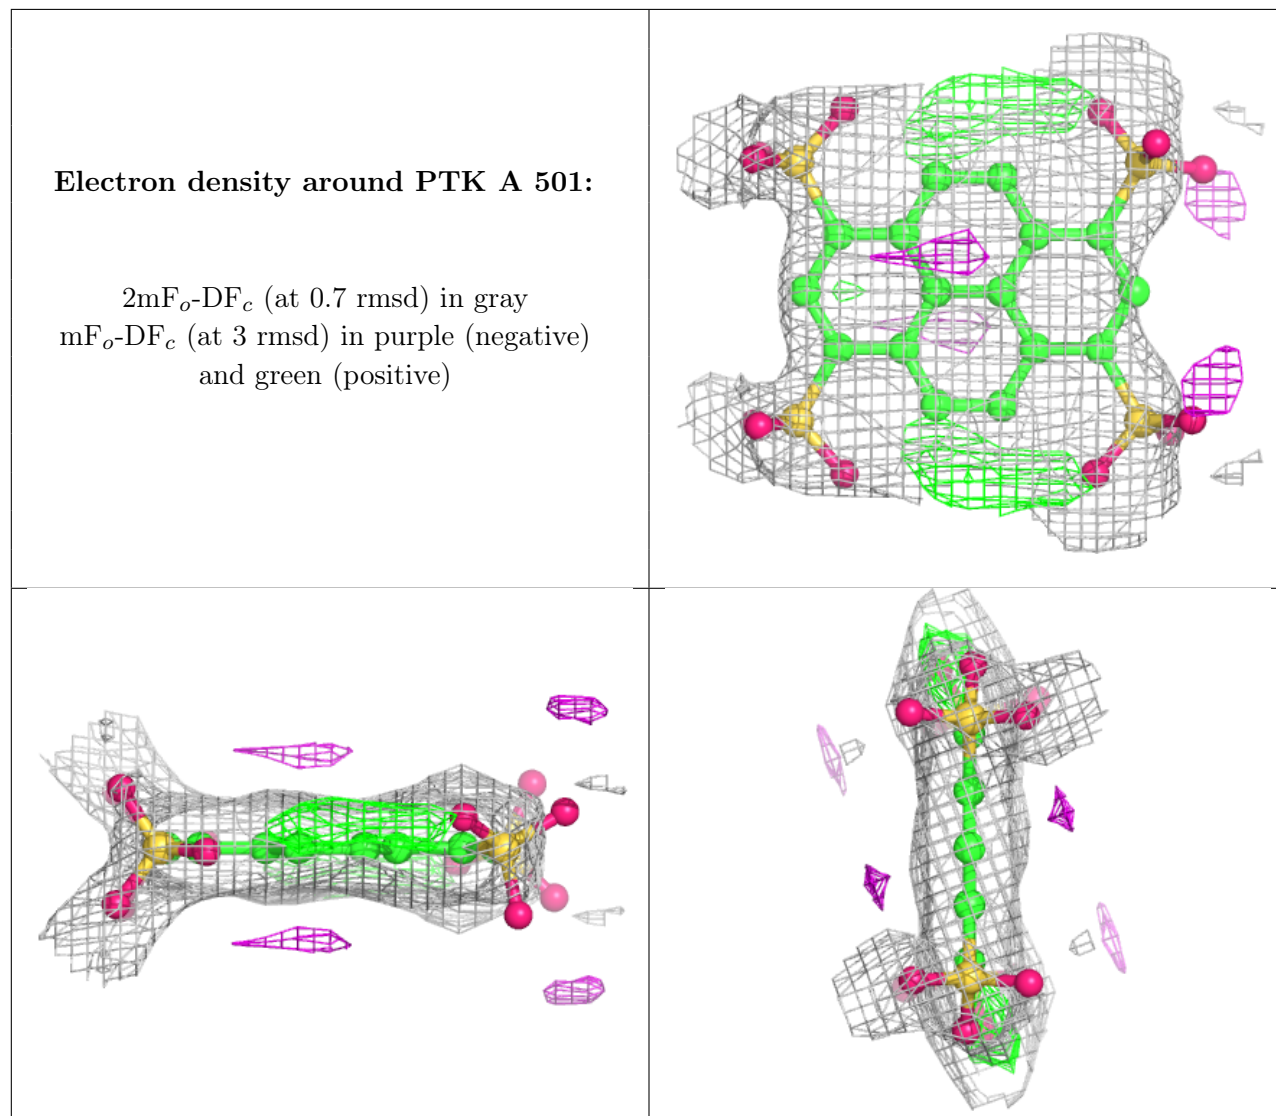 Electron density around PTK A 501:
2mFo-DFc (at 0.7 rmsd) in gray
mFo-DFc (at 3 rmsd) in purple (negative)
and green (positive)